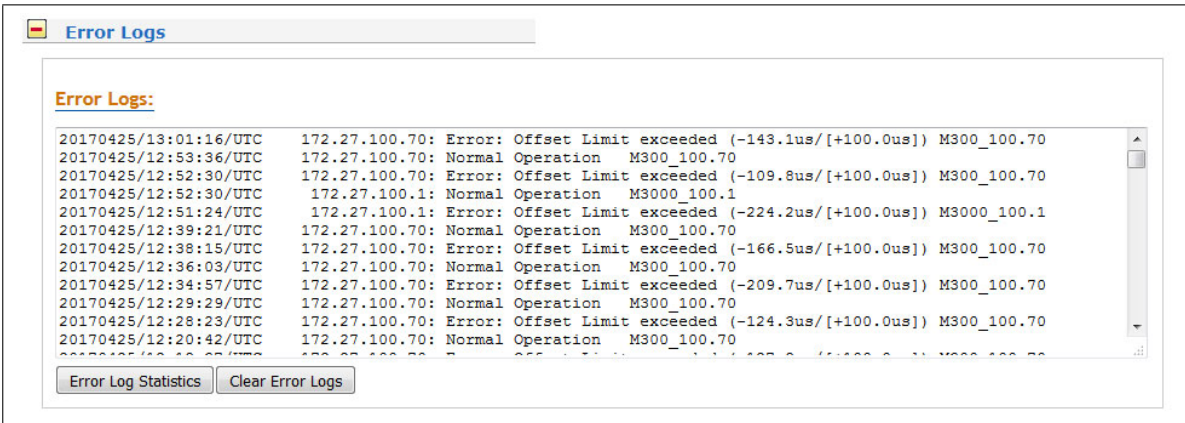 Error Logs
Error Logs:
20170425/13:01:16/UTC 172.27.100.70: Error: Offset Limit exceeded (-143.1us/[+100.0us]) M300_100.70
20170425/12:53:36/UTC 172.27.100.70: Normal Operation M300_100.70
20170425/12:52:30/UTC 172.27.100.70: Error: Offset Limit exceeded (-109.8us/[+100.0us]) M300_100.70
20170425/12:52:30/UTC 172.27.100.1: Normal Operation M3000_100.1
20170425/12:51:24/UTC 172.27.100.1: Error: Offset Limit exceeded (-224.2us/[+100.0us]) M3000_100.1
20170425/12:39:21/UTC 172.27.100.70: Normal Operation M300_100.70
20170425/12:38:15/UTC 172.27.100.70: Error: Offset Limit exceeded (-166.5us/[+100.0us]) M300_100.70
20170425/12:36:03/UTC 172.27.100.70: Normal Operation M300_100.70
20170425/12:34:57/UTC 172.27.100.70: Error: Offset Limit exceeded (-209.7us/[+100.0us]) M300_100.70
20170425/12:29:29/UTC 172.27.100.70: Normal Operation M300_100.70
20170425/12:28:23/UTC 172.27.100.70: Error: Offset Limit exceeded (-124.3us/[+100.0us]) M300_100.70
20170425/12:20:42/UTC 172.27.100.70: Normal Operation M300_100.70
Error Log Statistics Clear Error Logs